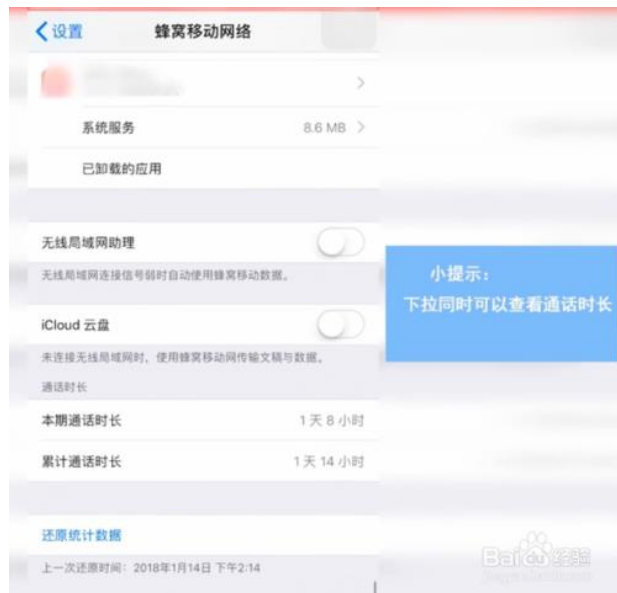 设置
蜂窝移动网络
系统服务
8.6 MB
已卸载的应用
无线局域网助理
无线局域网连接信号弱时自动使用蜂窝移动数据。
iCloud 云盘
未连接无线局域网时，使用蜂窝移动网传输文稿与数据。
通话时长
本期通话时长
1 天 8 小时
累计通话时长
1 天 14 小时
还原统计数据
上一次还原时间：2018年1月14日 下午2:14
小提示：
下拉同时可以查看通话时长
Baidu 经验